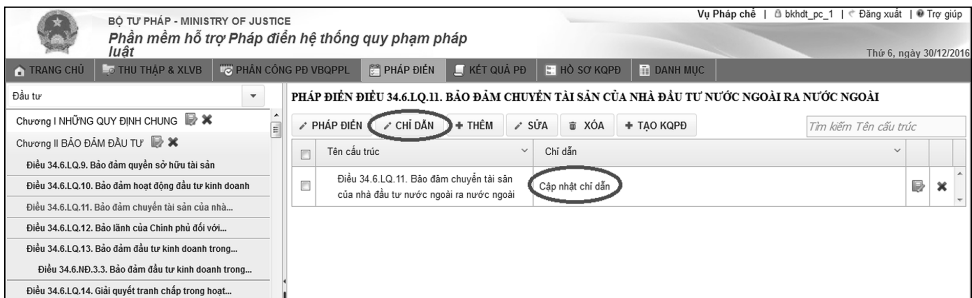 BỘ TƯ PHÁP - MINISTRY OF JUSTICE
Phần mềm hỗ trợ Pháp điển hệ thống quy phạm pháp
luật
Vụ Pháp chế | bkhdt_pc_1 | Đăng xuất | Trợ giúp
Thứ 6, ngày 30/12/2016
TRANG CHỦ THU THẬP & XLVB PHÂN CÔNG PĐ VBQPPL PHÁP ĐIỂN KẾT QUẢ PĐ HỒ SƠ KQPĐ DANH MỤC
Đầu tư
Chương I NHỮNG QUY ĐỊNH CHUNG
Chương II BẢO ĐẢM ĐẦU TƯ
Điều 34.6.LQ.9. Bảo đảm quyền sở hữu tài sản
Điều 34.6.LQ.10. Bảo đảm hoạt động đầu tư kinh doanh
Điều 34.6.LQ.11. Bảo đảm chuyển tài sản của nhà...
Điều 34.6.LQ.12. Bảo lãnh của Chính phủ đối với...
Điều 34.6.LQ.13. Bảo đảm đầu tư kinh doanh trong...
Điều 34.6.NĐ.3.3. Bảo đảm đầu tư kinh doanh trong...
Điều 34.6.LQ.14. Giải quyết tranh chấp trong hoạt...
PHÁP ĐIỂN ĐIỀU 34.6.LQ.11. BẢO ĐẢM CHUYỂN TÀI SẢN CỦA NHÀ ĐẦU TƯ NƯỚC NGOÀI RA NƯỚC NGOÀI
PHÁP ĐIỂN CHỈ DẪN + THÊM SỬA XÓA + TẠO KQPĐ Tìm kiếm Tên cấu trúc
Tên cấu trúc Chỉ dẫn
Điều 34.6.LQ.11. Bảo đảm chuyển tài sản
của nhà đầu tư nước ngoài ra nước ngoài
Cập nhật chỉ dẫn